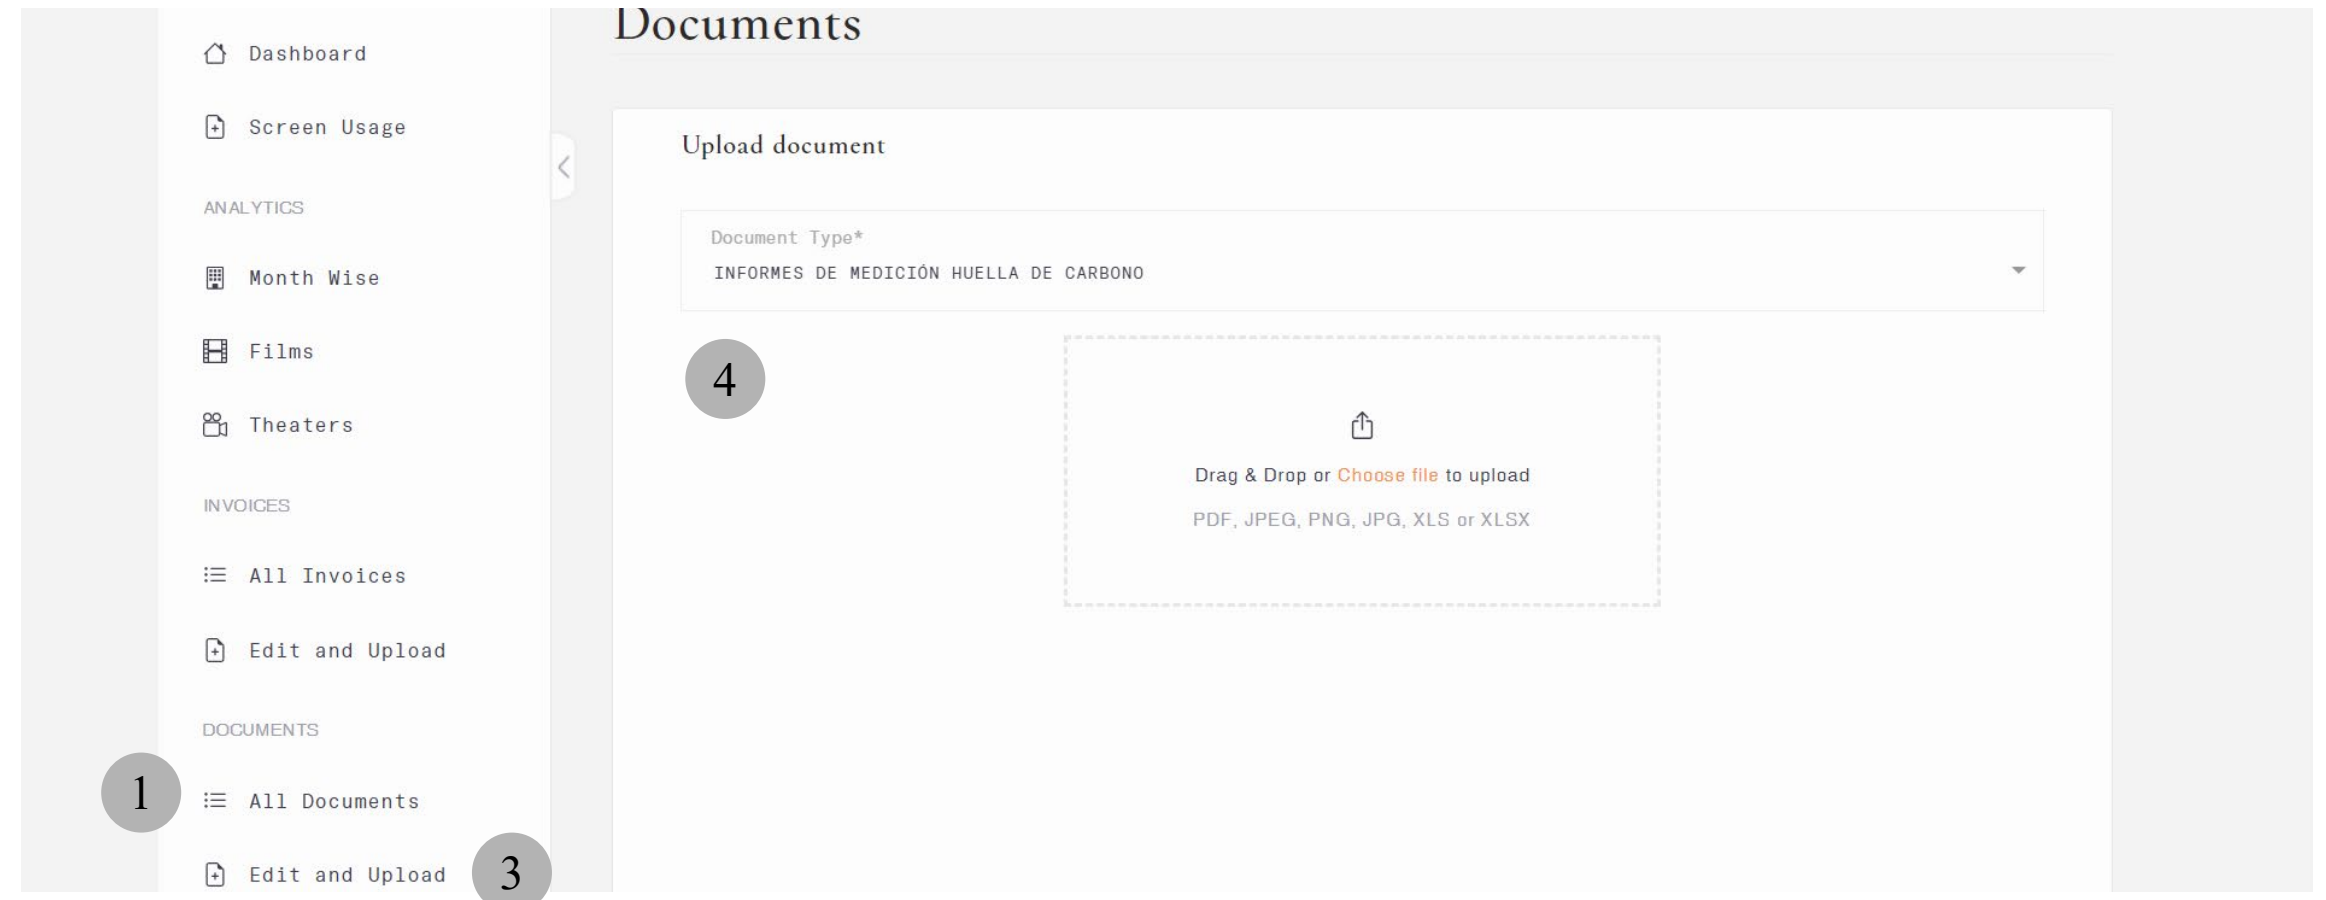 Documents
Dashboard
Screen Usage
ANALYTICS
Month Wise
Films
Theaters
INVOICES
All Invoices
Edit and Upload
DOCUMENTS
1
All Documents
Edit and Upload
3
Upload document
Document Type*
INFORMES DE MEDICIÓN HUELLA DE CARBONO
4
Drag & Drop or Choose file to upload
PDF, JPEG, PNG, JPG, XLS or XLSX